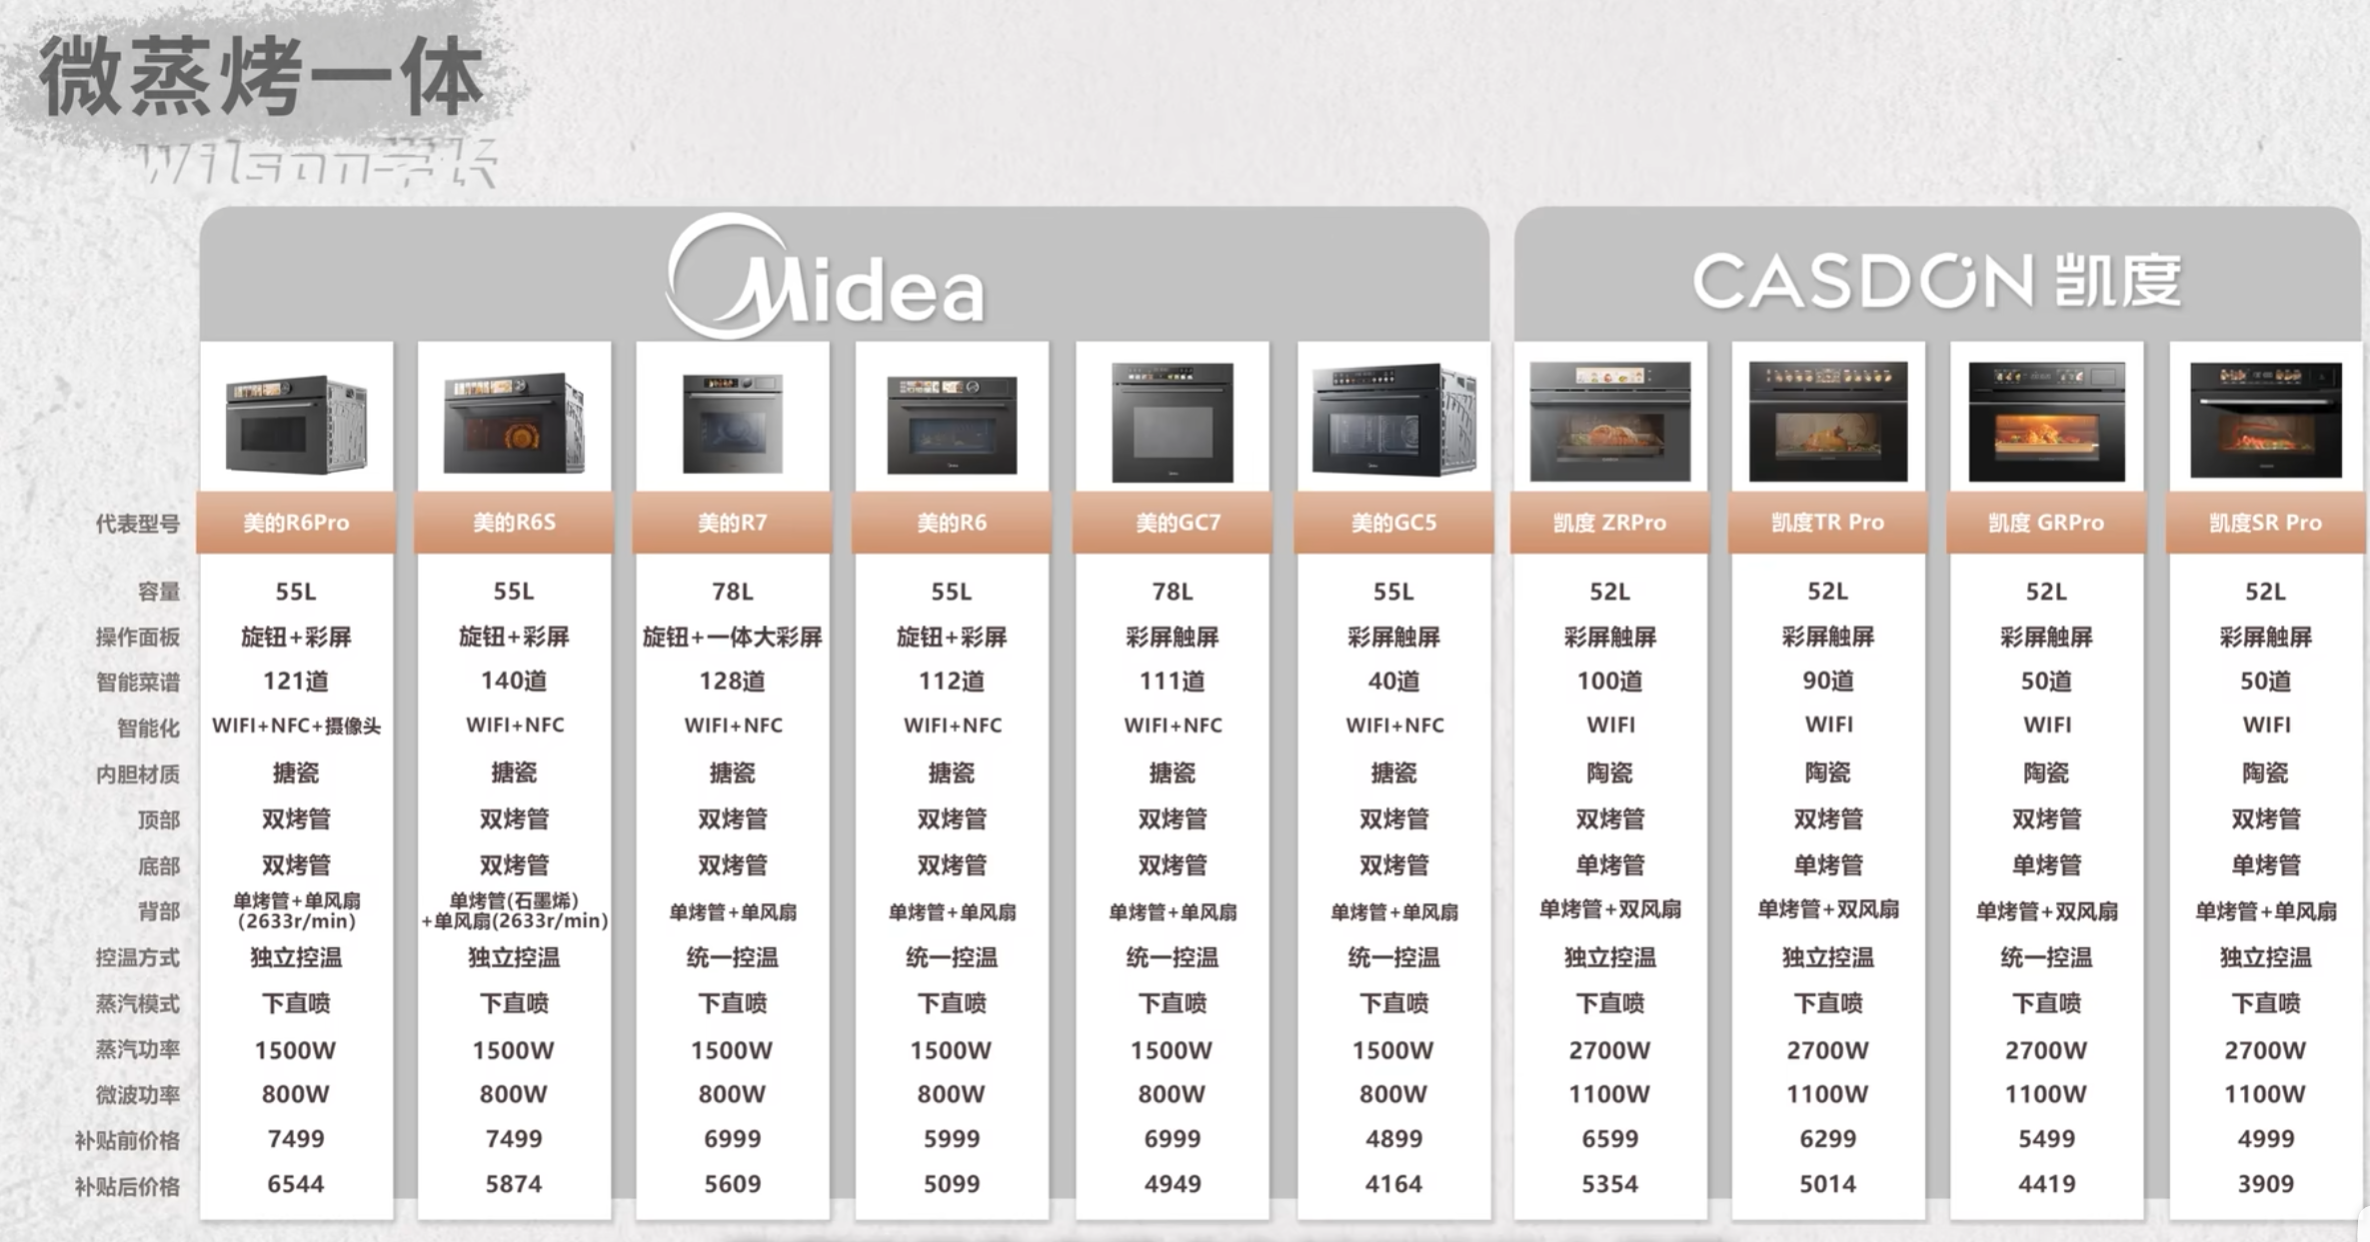 微蒸烤一体
Wilson-学长
Midea
CASDON 凯度
代表型号 美的R6Pro 美的R6S 美的R7 美的R6 美的GC7 美的GC5 凯度 ZRPro 凯度TR Pro 凯度 GRPro 凯度SR Pro
容量 55L 55L 78L 55L 78L 55L 52L 52L 52L 52L
操作面板 旋钮+彩屏 旋钮+彩屏 旋钮+一体大彩屏 旋钮+彩屏 彩屏触屏 彩屏触屏 彩屏触屏 彩屏触屏 彩屏触屏 彩屏触屏
智能菜谱 121道 140道 128道 112道 111道 40道 100道 90道 50道 50道
智能化 WIFI+NFC+摄像头 WIFI+NFC WIFI+NFC WIFI+NFC WIFI+NFC WIFI+NFC WIFI WIFI WIFI WIFI
内胆材质 搪瓷 搪瓷 搪瓷 搪瓷 搪瓷 搪瓷 陶瓷 陶瓷 陶瓷 陶瓷
顶部 双烤管 双烤管 双烤管 双烤管 双烤管 双烤管 双烤管 双烤管 双烤管 双烤管
底部 双烤管 双烤管 双烤管 双烤管 双烤管 双烤管 单烤管 单烤管 单烤管 单烤管
背部 单烤管+单风扇(2633r/min) 单烤管(石墨烯)+单风扇(2633r/min) 单烤管+单风扇 单烤管+单风扇 单烤管+单风扇 单烤管+单风扇 单烤管+双风扇 单烤管+双风扇 单烤管+双风扇 单烤管+单风扇
控温方式 独立控温 独立控温 统一控温 统一控温 统一控温 统一控温 独立控温 独立控温 统一控温 独立控温
蒸汽模式 下直喷 下直喷 下直喷 下直喷 下直喷 下直喷 下直喷 下直喷 下直喷 下直喷
蒸汽功率 1500W 1500W 1500W 1500W 1500W 1500W 2700W 2700W 2700W 2700W
微波功率 800W 800W 800W 800W 800W 800W 1100W 1100W 1100W 1100W
补贴前价格 7499 7499 6999 5999 6999 4899 6599 6299 5499 4999
补贴后价格 6544 5874 5609 5099 4949 4164 5354 5014 4419 3909